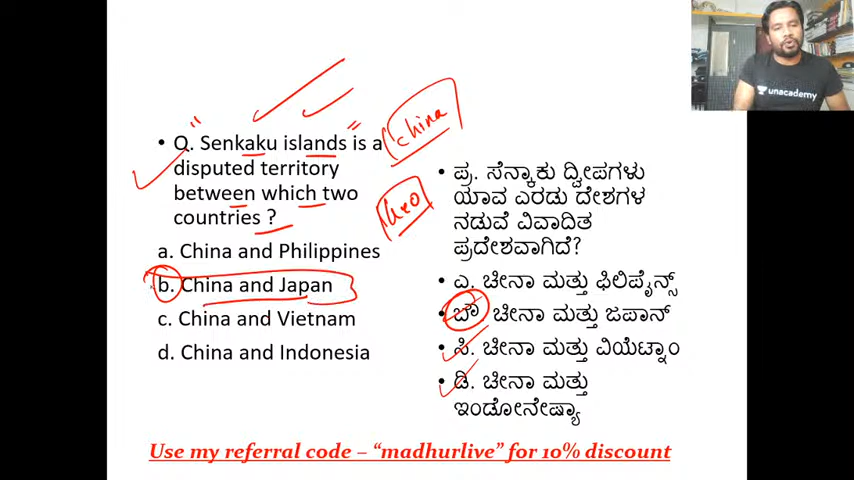 • Q. Senkaku islands is a
disputed territory
between which two
countries ?
a. China and Philippines
b. China and Japan
c. China and Vietnam
d. China and Indonesia
China
• ಪ್ರ. ಸೆನ್ಕಾಕು ದ್ವೀಪಗಳು
ಯಾವ ಎರಡು ದೇಶಗಳ
ನಡುವೆ ವಿವಾದಿತ
ಪ್ರದೇಶವಾಗಿದೆ?
• ಎ. ಚೀನಾ ಮತ್ತು ಫಿಲಿಪೈನ್ಸ್
• ಬೌ ಚೀನಾ ಮತ್ತು ಜಪಾನ್
• ಸಿ. ಚೀನಾ ಮತ್ತು ವಿಯೆಟ್ನಾಂ
• ಡಿ. ಚೀನಾ ಮತ್ತು
ಇಂಡೋನೇಷ್ಯಾ
Use my referral code – “madhurlive” for 10% discount
unacademy